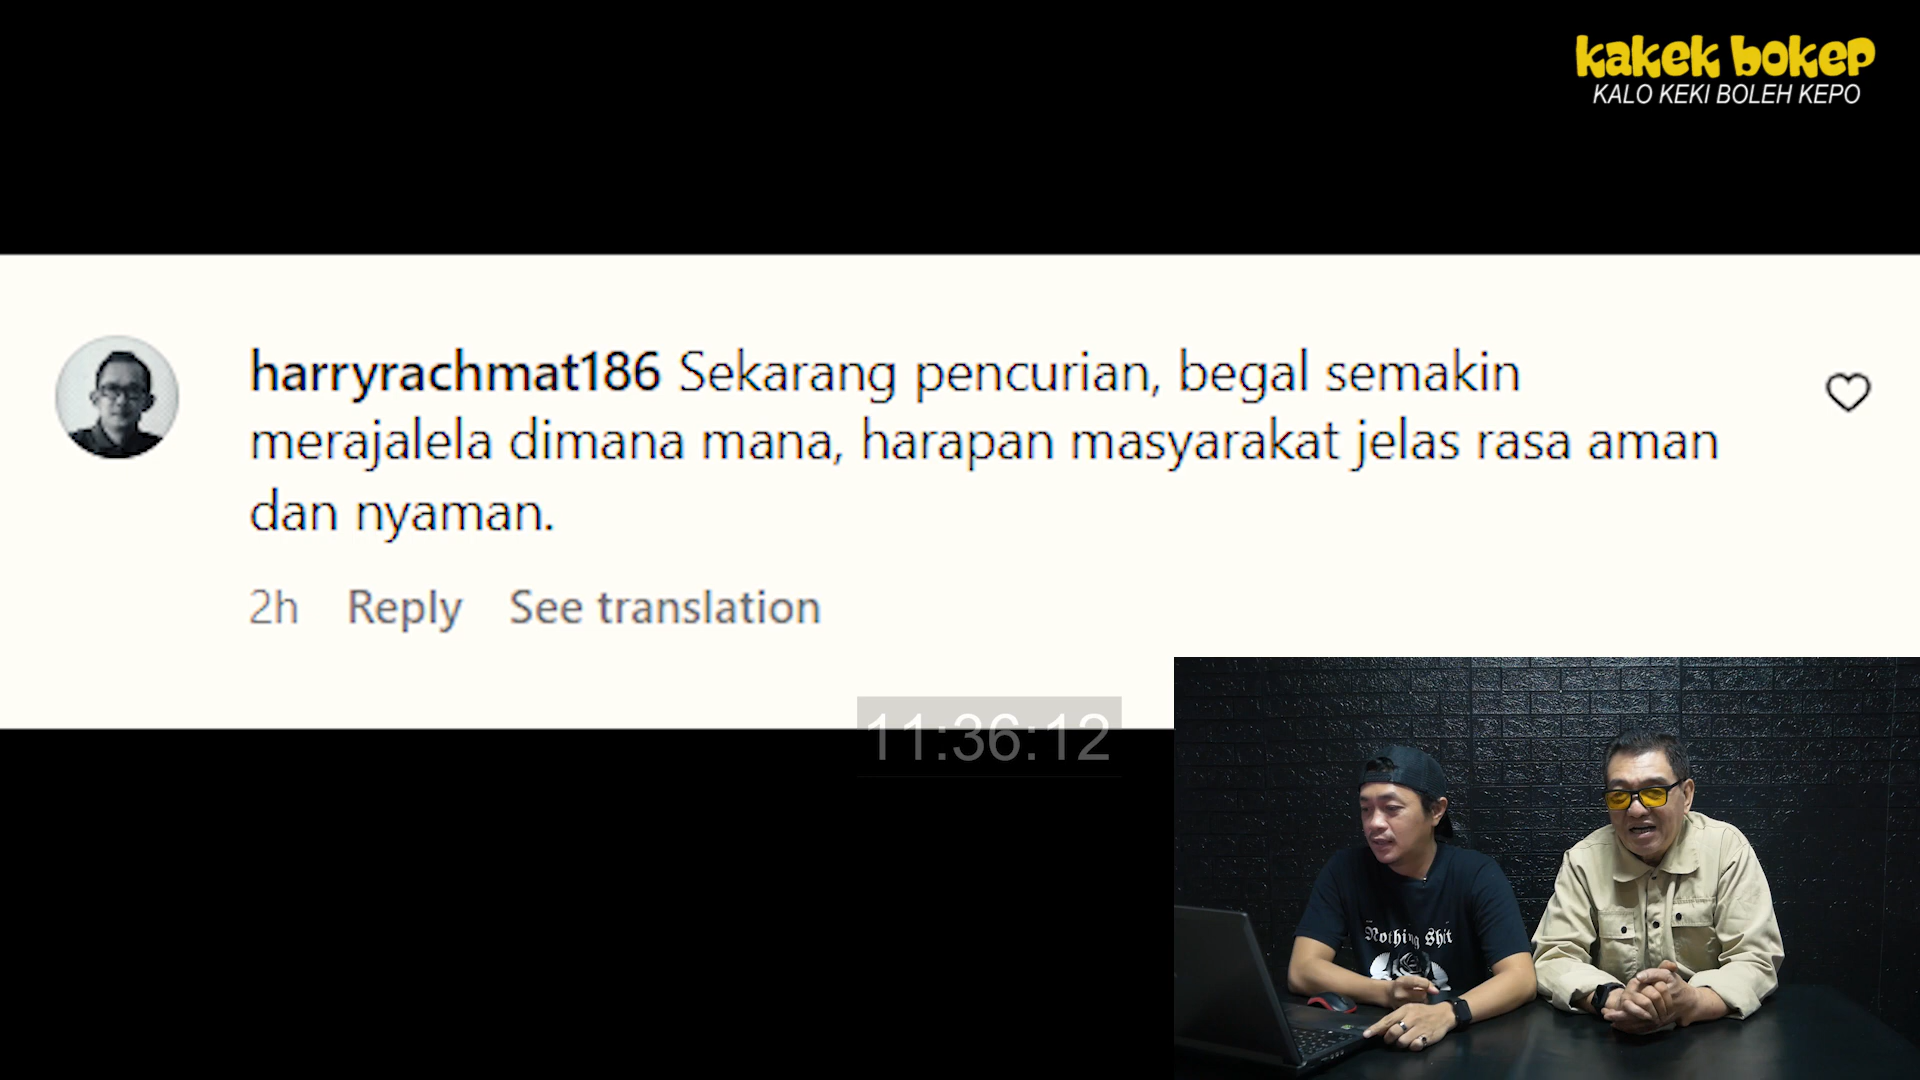 kakek bokep
KALO KEKI BOLEH KEPO
harryrachmat186 Sekarang pencurian, begal semakin
merajalela dimana mana, harapan masyarakat jelas rasa aman
dan nyaman.
2h Reply See translation
11:36:12
Nothing Shit